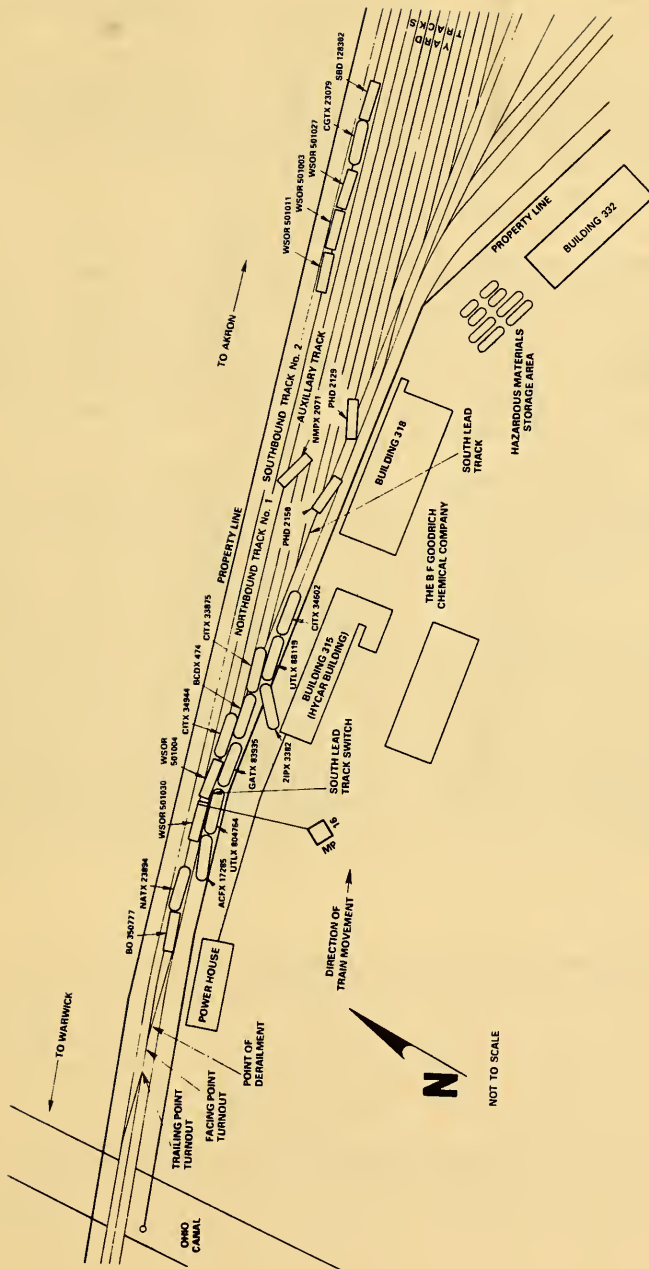 TO WARWICK
TO AKRON
PROPERTY LINE
SOUTHBOUND TRACK No. 2
NORTHBOUND TRACK No. 1
AUXILLARY TRACK
YARD
TRACKS
BO 350777
NATX 23894
WSOR 501030
WSOR
501004
CITX 34944
BCDX 474
CITX 33875
NMPX 2071
PHD 2158
PHD 2129
WSOR 501011
WSOR 501003
WSOR 501027
CGTX 23079
SBD 128302
ACFX 17285
UTLX 804764
GATX 83935
ZIPX 3382
UTLX 88119
CITX 34602
OHIO
CANAL
TRAILING POINT
TURNOUT
FACING POINT
TURNOUT
POINT OF
DERAILMENT
POWER HOUSE
MP 16
SOUTH LEAD
TRACK SWITCH
BUILDING 315
(HYCAR BUILDING)
BUILDING 318
SOUTH LEAD
TRACK
THE B F GOODRICH
CHEMICAL COMPANY
HAZARDOUS MATERIALS
STORAGE AREA
PROPERTY LINE
BUILDING 332
DIRECTION OF
TRAIN MOVEMENT
N
NOT TO SCALE